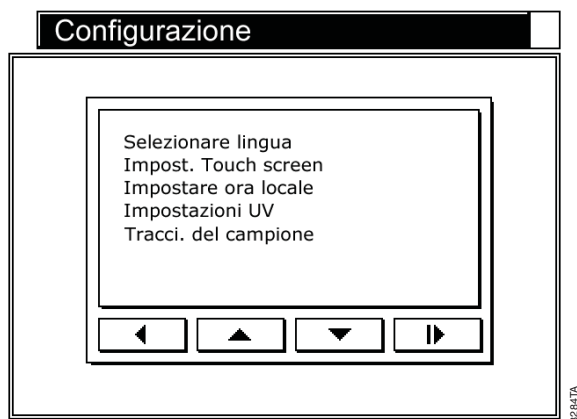 Configurazione
Selezionare lingua
Impost. Touch screen
Impostare ora locale
Impostazioni UV
Tracci. del campione